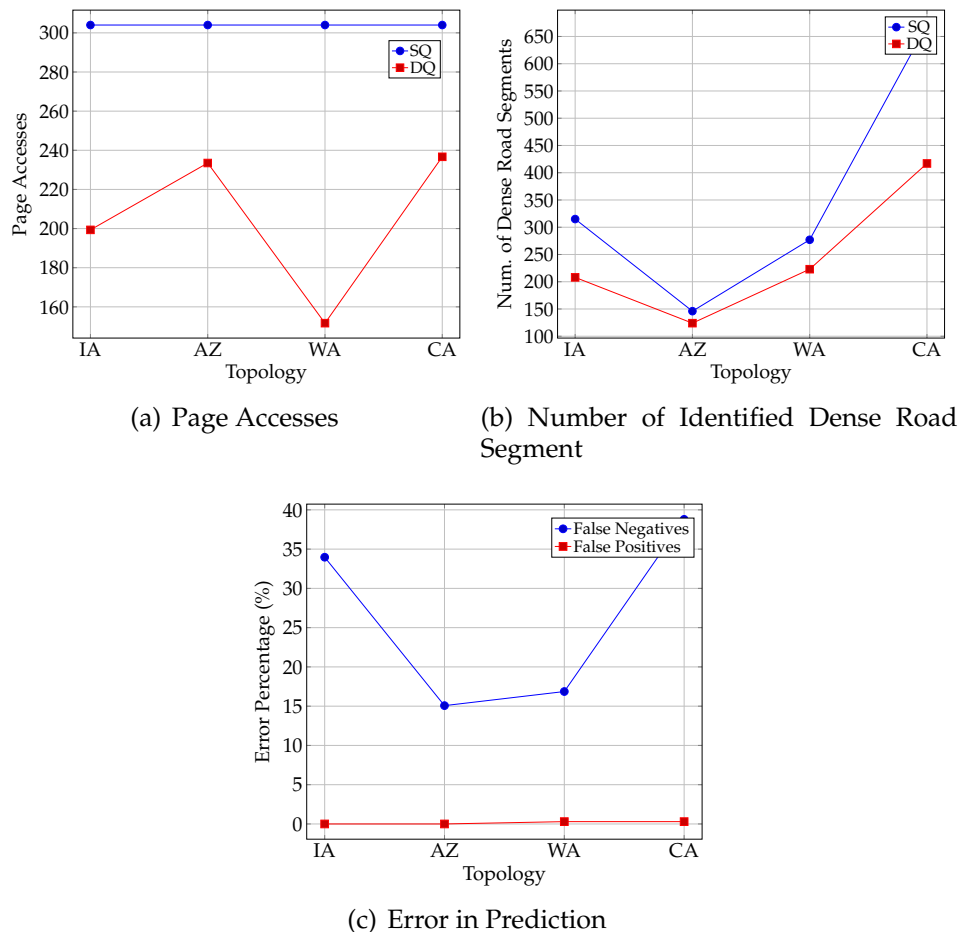 300
280
260
240
220
200
180
160
Page Accesses
SQ
DQ
IA AZ WA CA
Topology
(a) Page Accesses
650
600
550
500
450
400
350
300
250
200
150
100
Num. of Dense Road Segments
SQ
DQ
IA AZ WA CA
Topology
(b) Number of Identified Dense Road
Segment
40
35
30
25
20
15
10
5
0
Error Percentage (%)
False Negatives
False Positives
IA AZ WA CA
Topology
(c) Error in Prediction